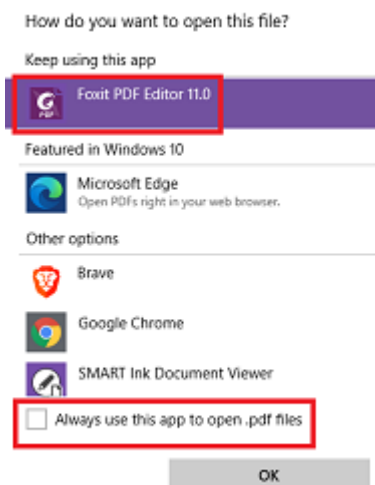 How do you want to open this file?
Keep using this app
Foxit PDF Editor 11.0
Featured in Windows 10
Microsoft Edge
Open PDFs right in your web browser.
Other options
Brave
Google Chrome
SMART Ink Document Viewer
Always use this app to open .pdf files
OK